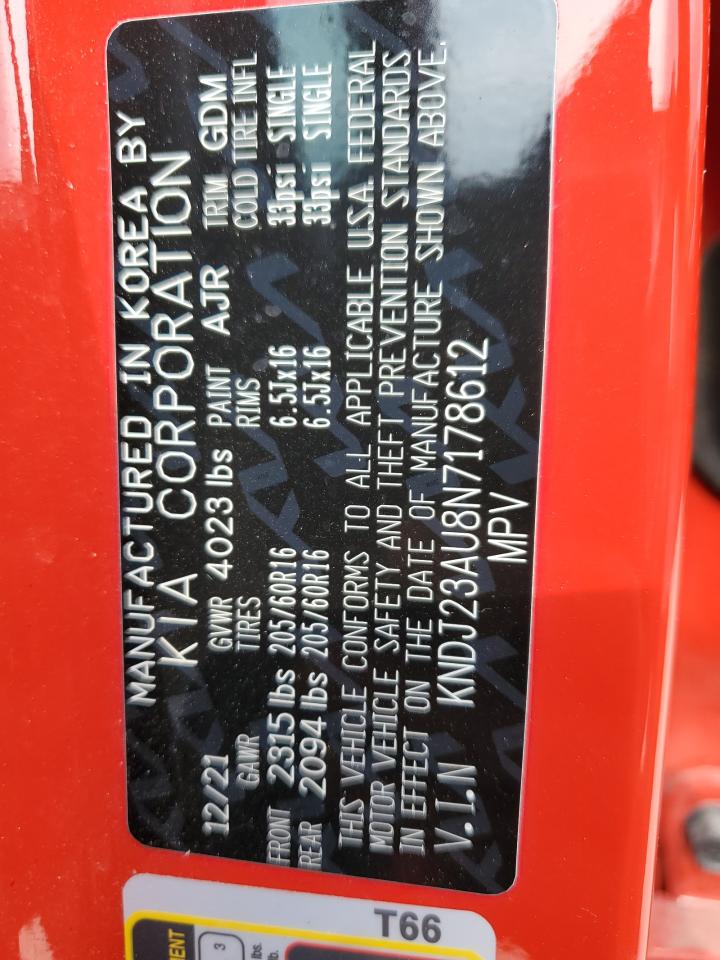 MANUFACTURED IN KOREA BY
KIA CORPORATION
12/21 GVWR 4023 lbs PAINT AJR TRIM GDM
GAWR TIRES RIMS COLD TIRE INFL
FRONT 2315 lbs 205/60R16 6.5Jx16 33psi SINGLE
REAR 2094 lbs 205/60R16 6.5Jx16 33psi SINGLE
THIS VEHICLE CONFORMS TO ALL APPLICABLE U.S.A. FEDERAL
MOTOR VEHICLE SAFETY AND THEFT PREVENTION STANDARDS
IN EFFECT ON THE DATE OF MANUFACTURE SHOWN ABOVE.
V.I.N KNDJ23AU8N7178612
MPV
T66
3
lbs.